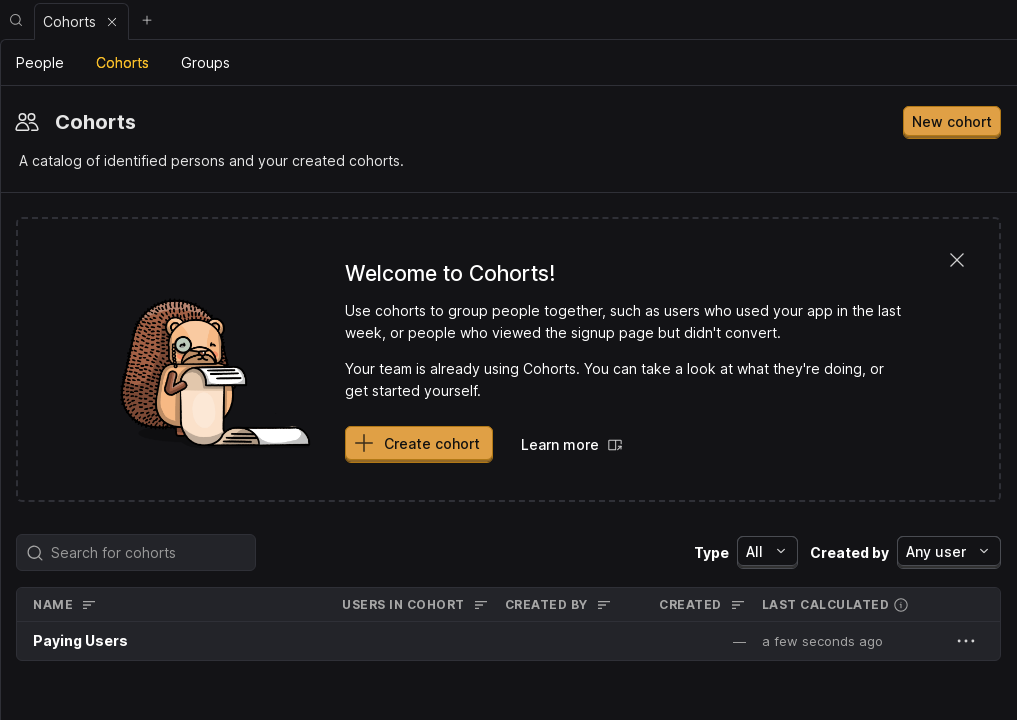 Cohorts
People Cohorts Groups
Cohorts
New cohort
A catalog of identified persons and your created cohorts.
Welcome to Cohorts!
Use cohorts to group people together, such as users who used your app in the last
week, or people who viewed the signup page but didn't convert.
Your team is already using Cohorts. You can take a look at what they're doing, or
get started yourself.
Create cohort Learn more
Search for cohorts Type All Created by Any user
NAME USERS IN COHORT CREATED BY CREATED LAST CALCULATED
Paying Users — a few seconds ago